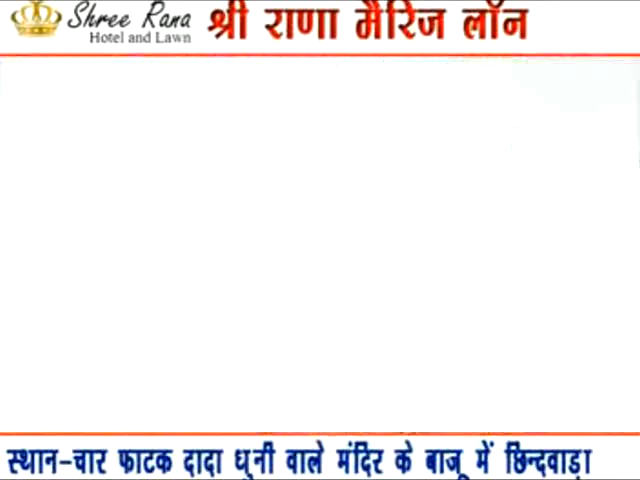 Shree Rana श्री राणा मैरिज लॉन
Hotel and Lawn
स्थान-चार फाटक दादा धुनी वाले मंदिर के बाजू में छिन्दवाड़ा